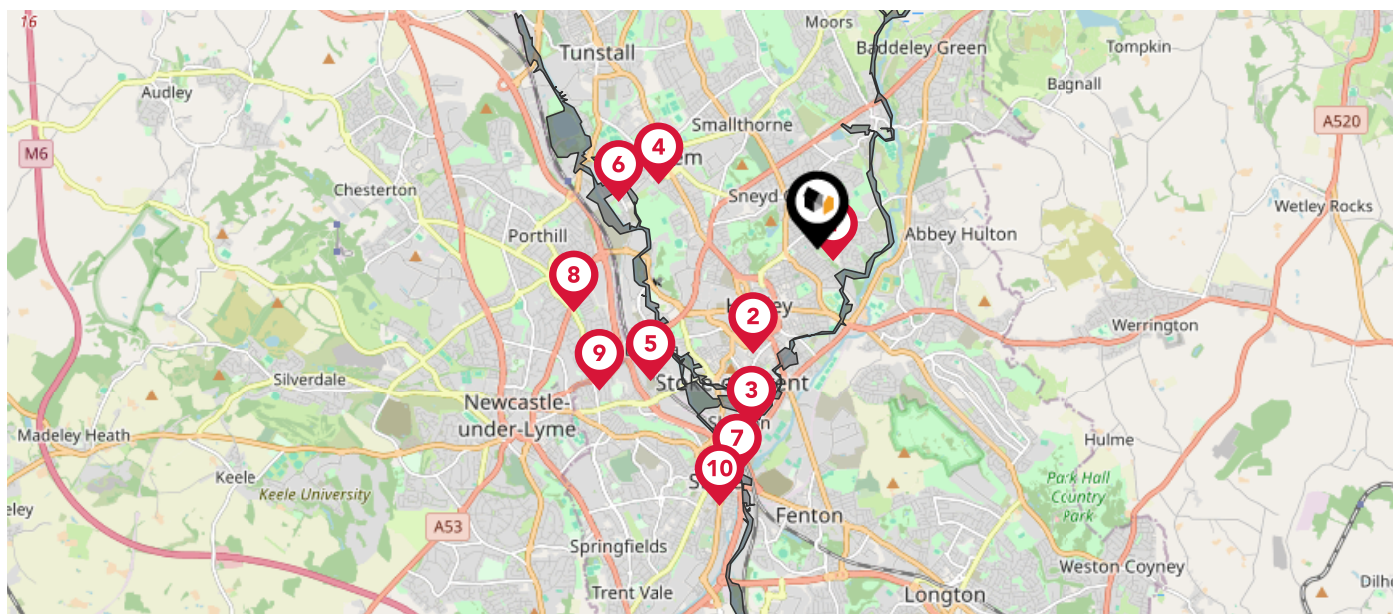 16
Moors
Tunstall
Baddeley Green
Tompkin
Bagnall
Audley
A520
Smallthorne
M6
4
6
Chesterton
Sneyd
Wetley Rocks
Porthill
Abbey Hulton
8
2
Werrington
5
9
Silverdale
3
Newcastle-
under-Lyme
Madeley Heath
7
Hulme
10
Keele
Keele University
Park Hall
Country
Park
A53
Fenton
Springfields
Weston Coyney
Trent Vale
Longton